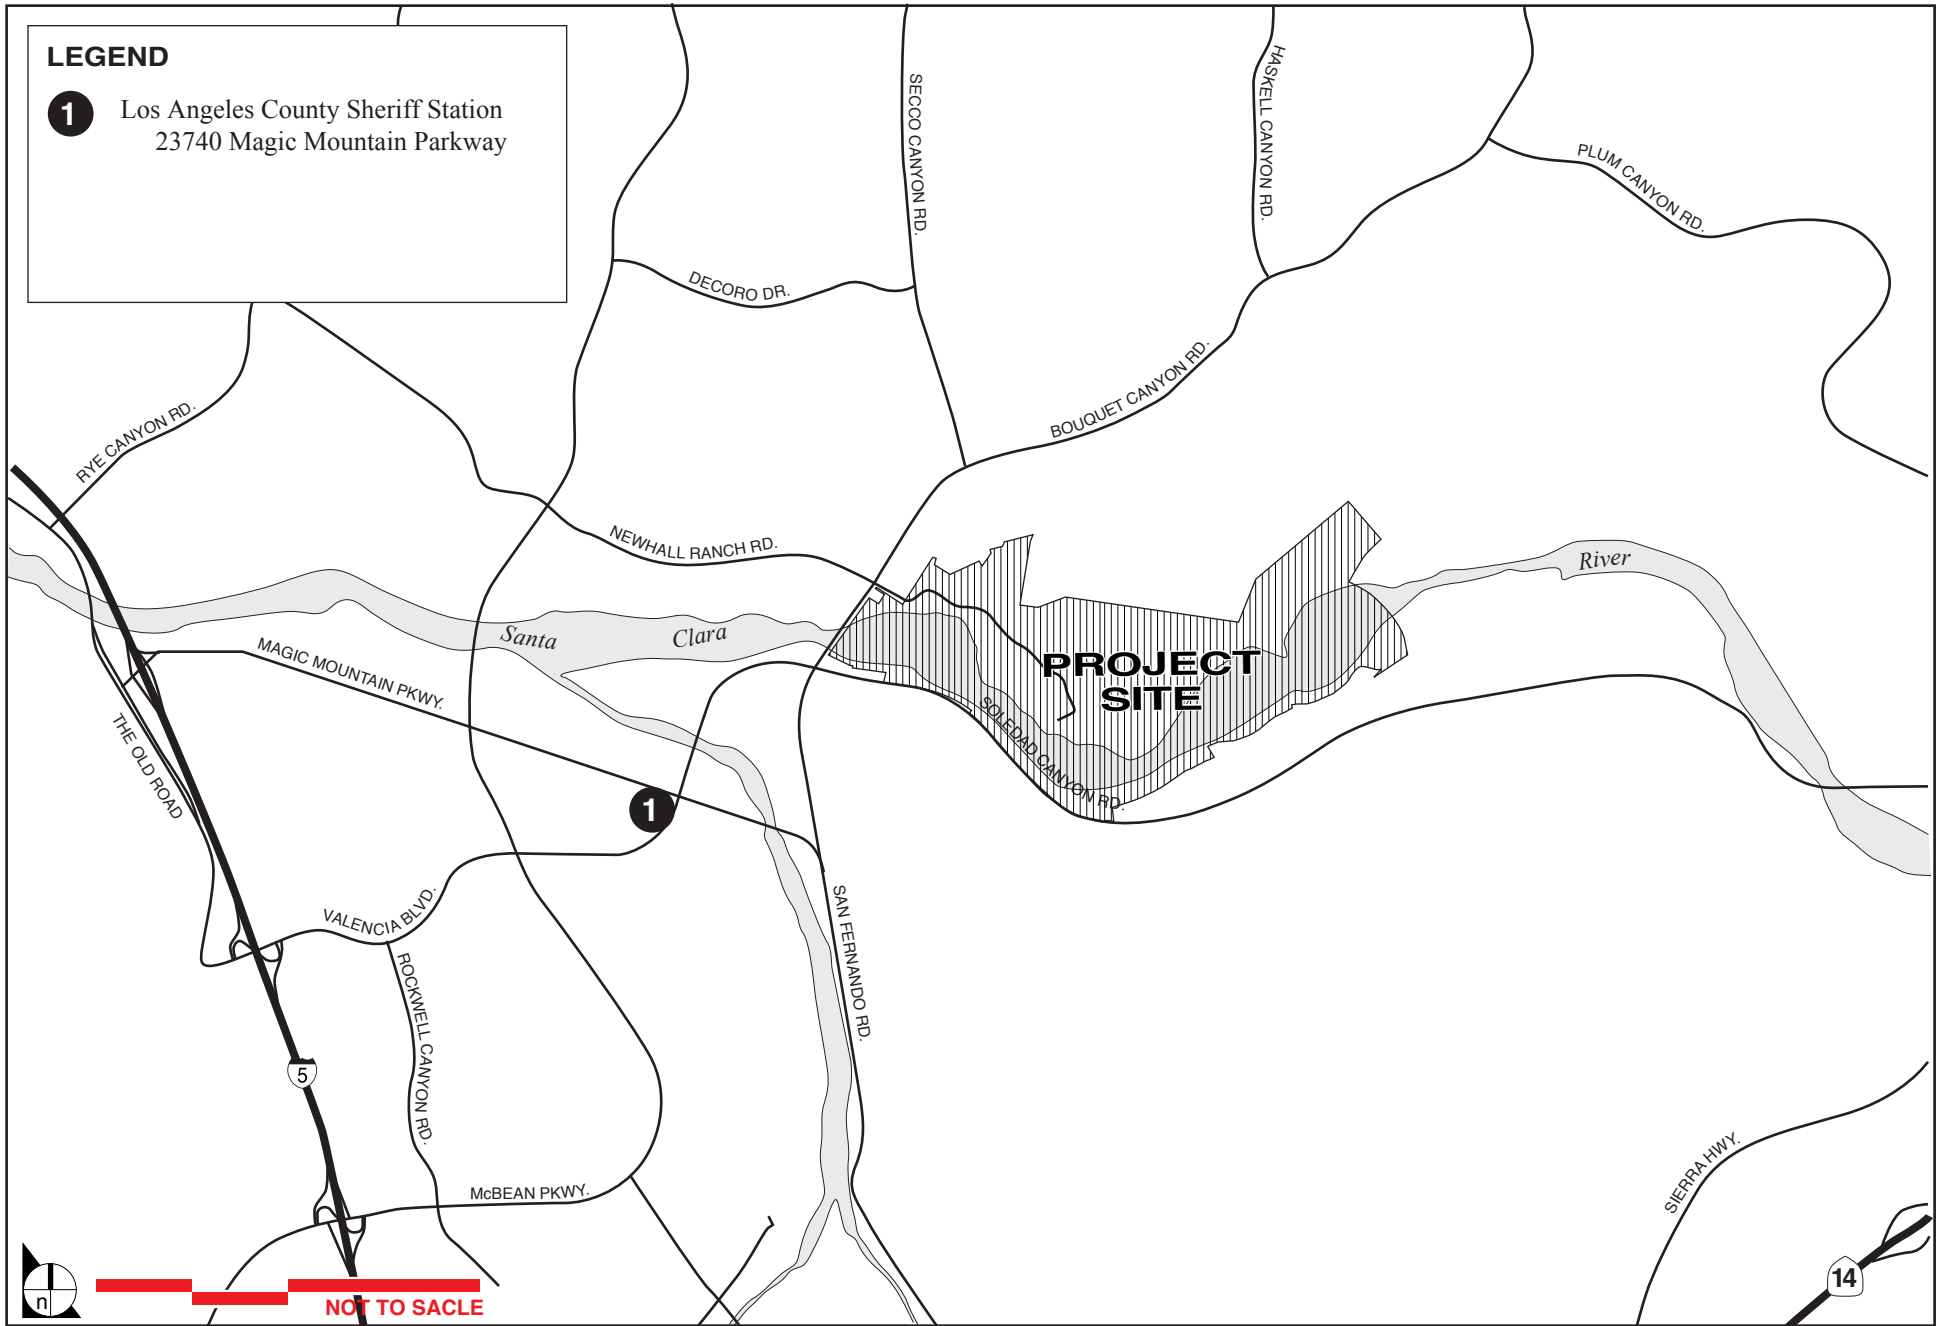 LEGEND
1
Los Angeles County Sheriff Station
23740 Magic Mountain Parkway
SECCO CANYON RD.
HASKELL CANYON RD.
PLUM CANYON RD.
DECORO DR.
BOUQUET CANYON RD.
RYE CANYON RD.
NEWHALL RANCH RD.
River
Santa
Clara
MAGIC MOUNTAIN PKWY.
PROJECT
SITE
SOLEDAD CANYON RD.
THE OLD ROAD
1
VALENCIA BLVD.
SAN FERNANDO RD.
ROCKWELL CANYON RD.
5
McBEAN PKWY.
SIERRA HWY.
14
n
NOT TO SACLE